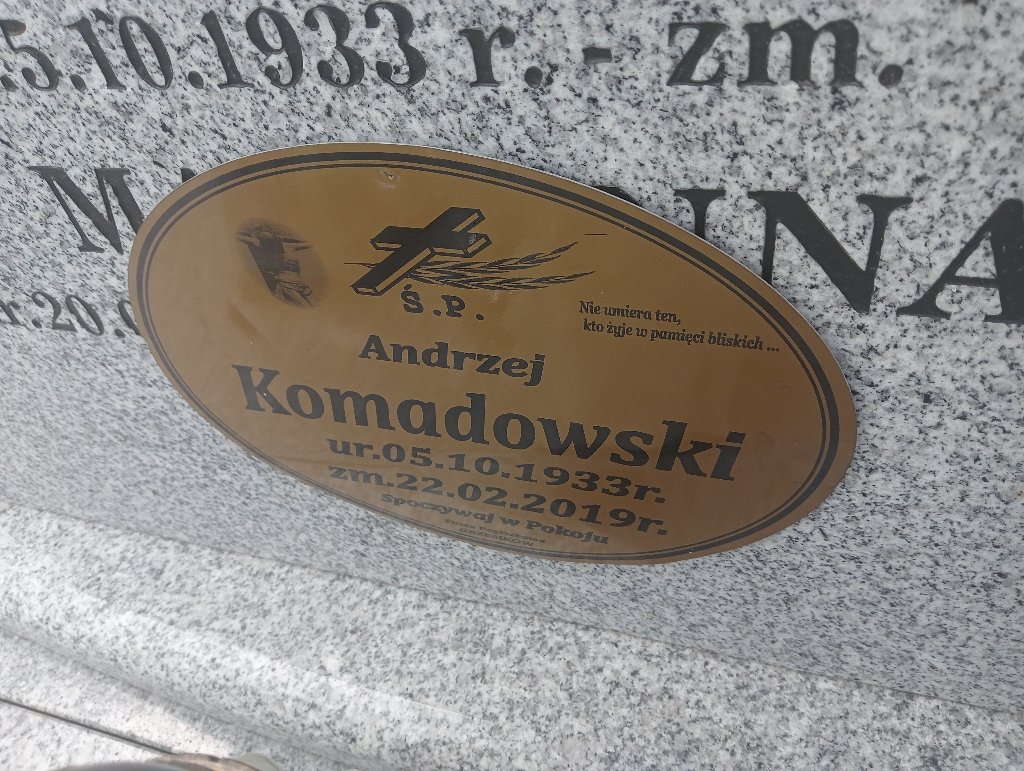 .5.10.1933 r. - zm.
Ś.P.
Nie umiera ten,
kto żyje w pamięci bliskich ...
Andrzej
Komadowski
ur.05.10.1933r.
zm.22.02.2019r.
Spoczywaj w Pokoju
r.20.